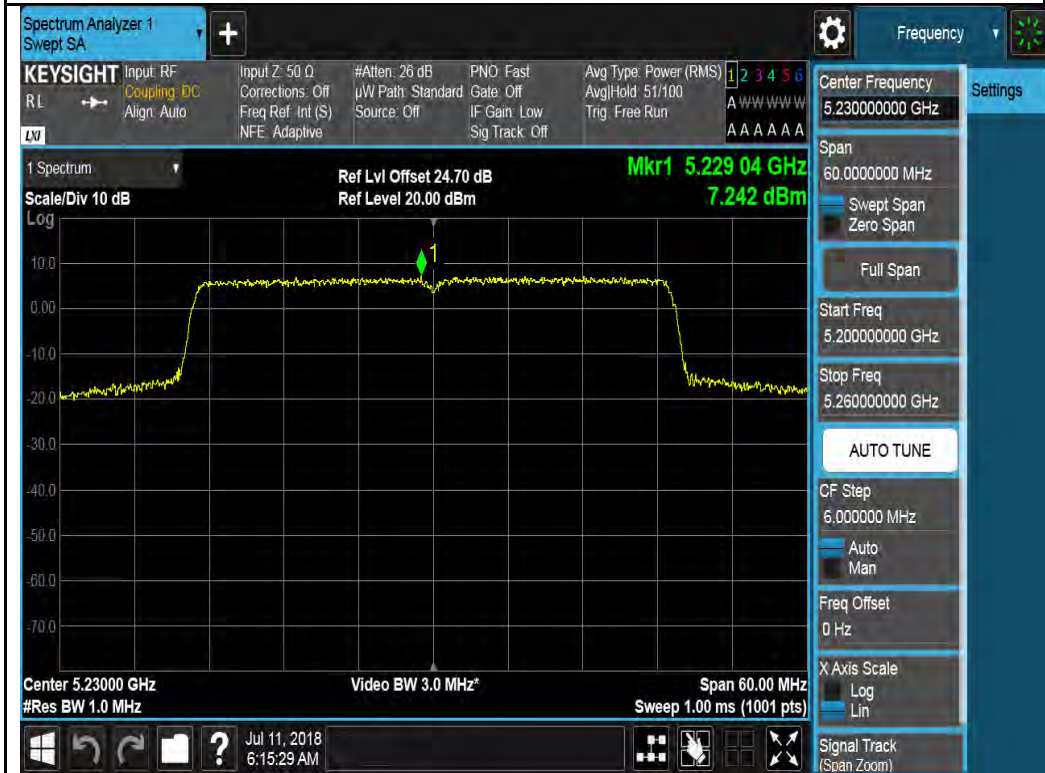 Spectrum Analyzer 1
Swept SA
+
Frequency
KEYSIGHT
RL
LXI
Input: RF
Coupling: DC
Align: Auto
Input Z: 50 Ω
Corrections: Off
Freq Ref: Int (S)
NFE: Adaptive
#Atten: 26 dB
µW Path: Standard
Source: Off
PNO: Fast
Gate: Off
IF Gain: Low
Sig Track: Off
Avg Type: Power (RMS)
Avg|Hold: 51/100
Trig: Free Run
1 2 3 4 5 6
A W W W W W
A A A A A A
1 Spectrum
Scale/Div 10 dB
Log
Ref Lvl Offset 24.70 dB
Ref Level 20.00 dBm
Mkr1 5.229 04 GHz
7.242 dBm
1
10.0
0.00
-10.0
-20.0
-30.0
-40.0
-50.0
-60.0
-70.0
Center 5.23000 GHz
#Res BW 1.0 MHz
Video BW 3.0 MHz*
Span 60.00 MHz
Sweep 1.00 ms (1001 pts)
?
Jul 11, 2018
6:15:29 AM
Center Frequency
5.230000000 GHz
Span
60.0000000 MHz
Swept Span
Zero Span
Full Span
Start Freq
5.200000000 GHz
Stop Freq
5.260000000 GHz
AUTO TUNE
CF Step
6.000000 MHz
Auto
Man
Freq Offset
0 Hz
X Axis Scale
Log
Lin
Signal Track
(Span Zoom)
Settings